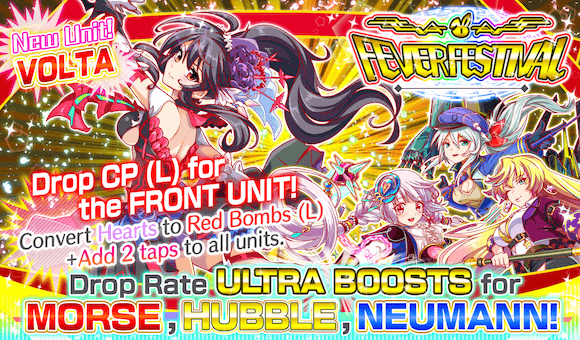 New Unit!
VOLTA
FEVER FESTIVAL
Drop CP (L) for
the FRONT UNIT!
Convert Hearts to Red Bombs (L)
+Add 2 taps to all units.
Drop Rate ULTRA BOOSTS for
MORSE, HUBBLE, NEUMANN!